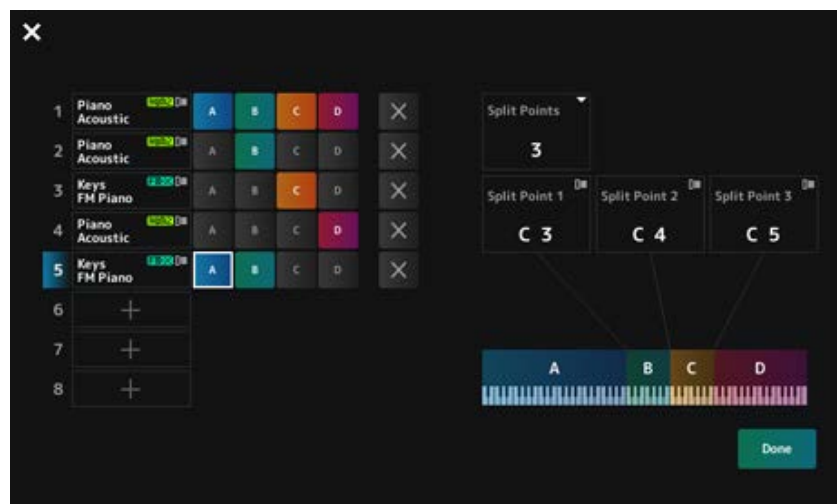 1 Piano Acoustic A B C D
2 Piano Acoustic A B C D
3 Keys FM Piano A B C D
4 Piano Acoustic A B C D
5 Keys FM Piano A B C D
6
7
8
Split Points
3
Split Point 1 Split Point 2 Split Point 3
C 3 C 4 C 5
A B C D
Done